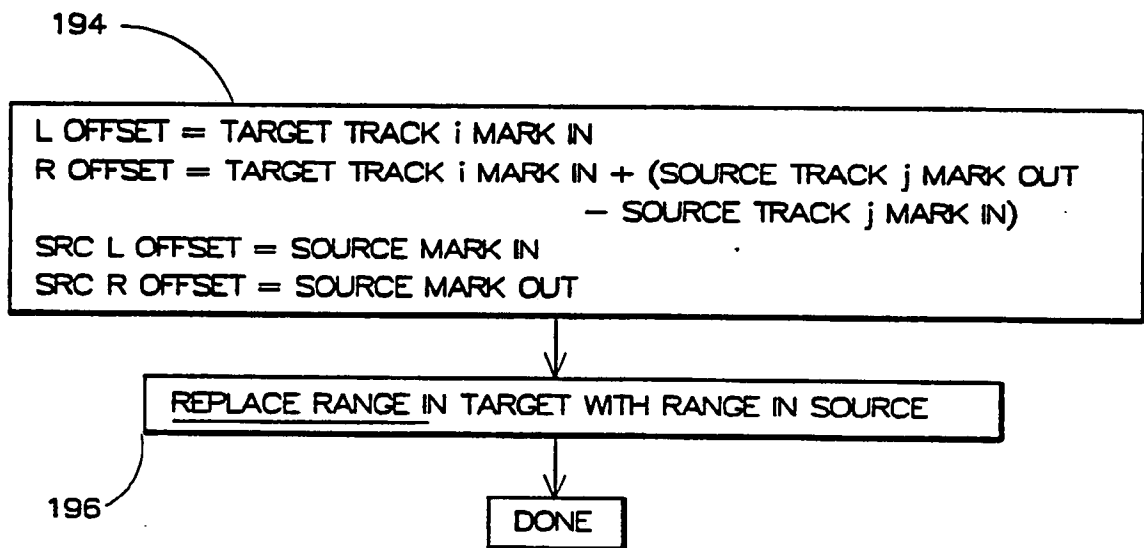 194
L OFFSET = TARGET TRACK i MARK IN
R OFFSET = TARGET TRACK i MARK IN + (SOURCE TRACK j MARK OUT
− SOURCE TRACK j MARK IN)
SRC L OFFSET = SOURCE MARK IN
SRC R OFFSET = SOURCE MARK OUT
REPLACE RANGE IN TARGET WITH RANGE IN SOURCE
196
DONE